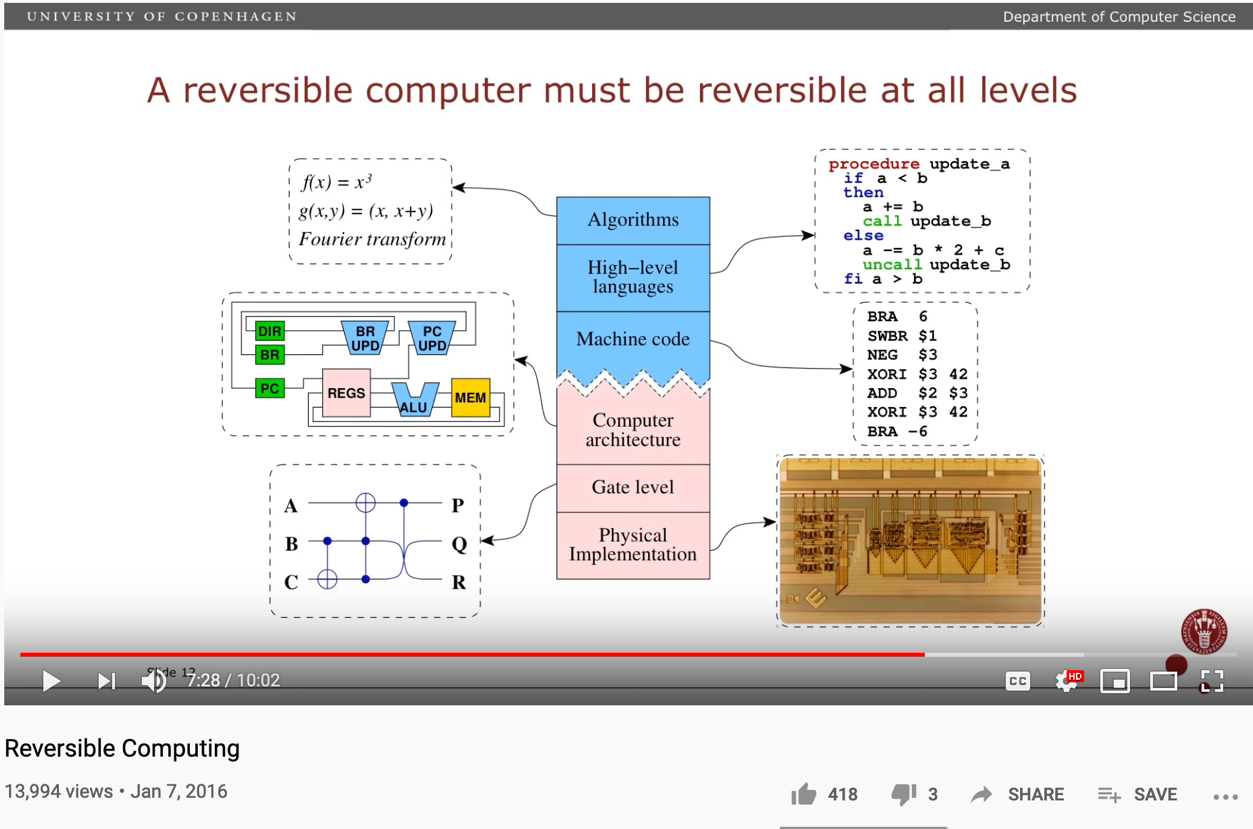 UNIVERSITY OF COPENHAGEN
Department of Computer Science
A reversible computer must be reversible at all levels
f(x) = x³
g(x,y) = (x, x+y)
Fourier transform
Algorithms
High-level
languages
Machine code
Computer
architecture
Gate level
Physical
Implementation
procedure update_a
if a < b
then
a += b
call update_b
else
a -= b * 2 + c
uncall update_b
fi a > b
DIR
BR
PC
BR
UPD
PC
UPD
REGS
ALU
MEM
BRA 6
SWBR $1
NEG $3
XORI $3 42
ADD $2 $3
XORI $3 42
BRA -6
A P
B Q
C R
Slide 12
7:28 / 10:02
CC
HD
Reversible Computing
13,994 views • Jan 7, 2016
418
3
SHARE
SAVE